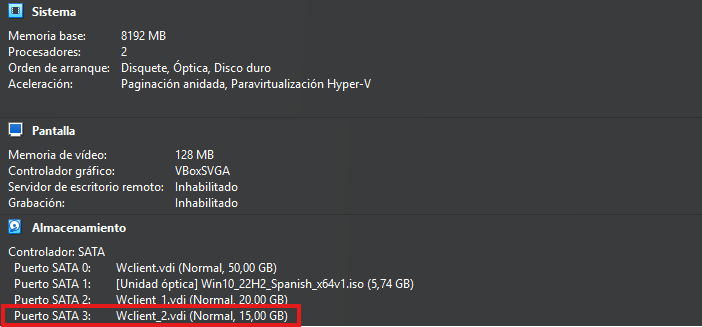 Sistema
Memoria base: 8192 MB
Procesadores: 2
Orden de arranque: Disquete, Óptica, Disco duro
Aceleración: Paginación anidada, Paravirtualización Hyper-V
Pantalla
Memoria de vídeo: 128 MB
Controlador gráfico: VBoxSVGA
Servidor de escritorio remoto: Inhabilitado
Grabación: Inhabilitado
Almacenamiento
Controlador: SATA
Puerto SATA 0: Wclient.vdi (Normal, 50,00 GB)
Puerto SATA 1: [Unidad óptica] Win10_22H2_Spanish_x64v1.iso (5,74 GB)
Puerto SATA 2: Wclient_1.vdi (Normal, 20,00 GB)
Puerto SATA 3: Wclient_2.vdi (Normal, 15,00 GB)